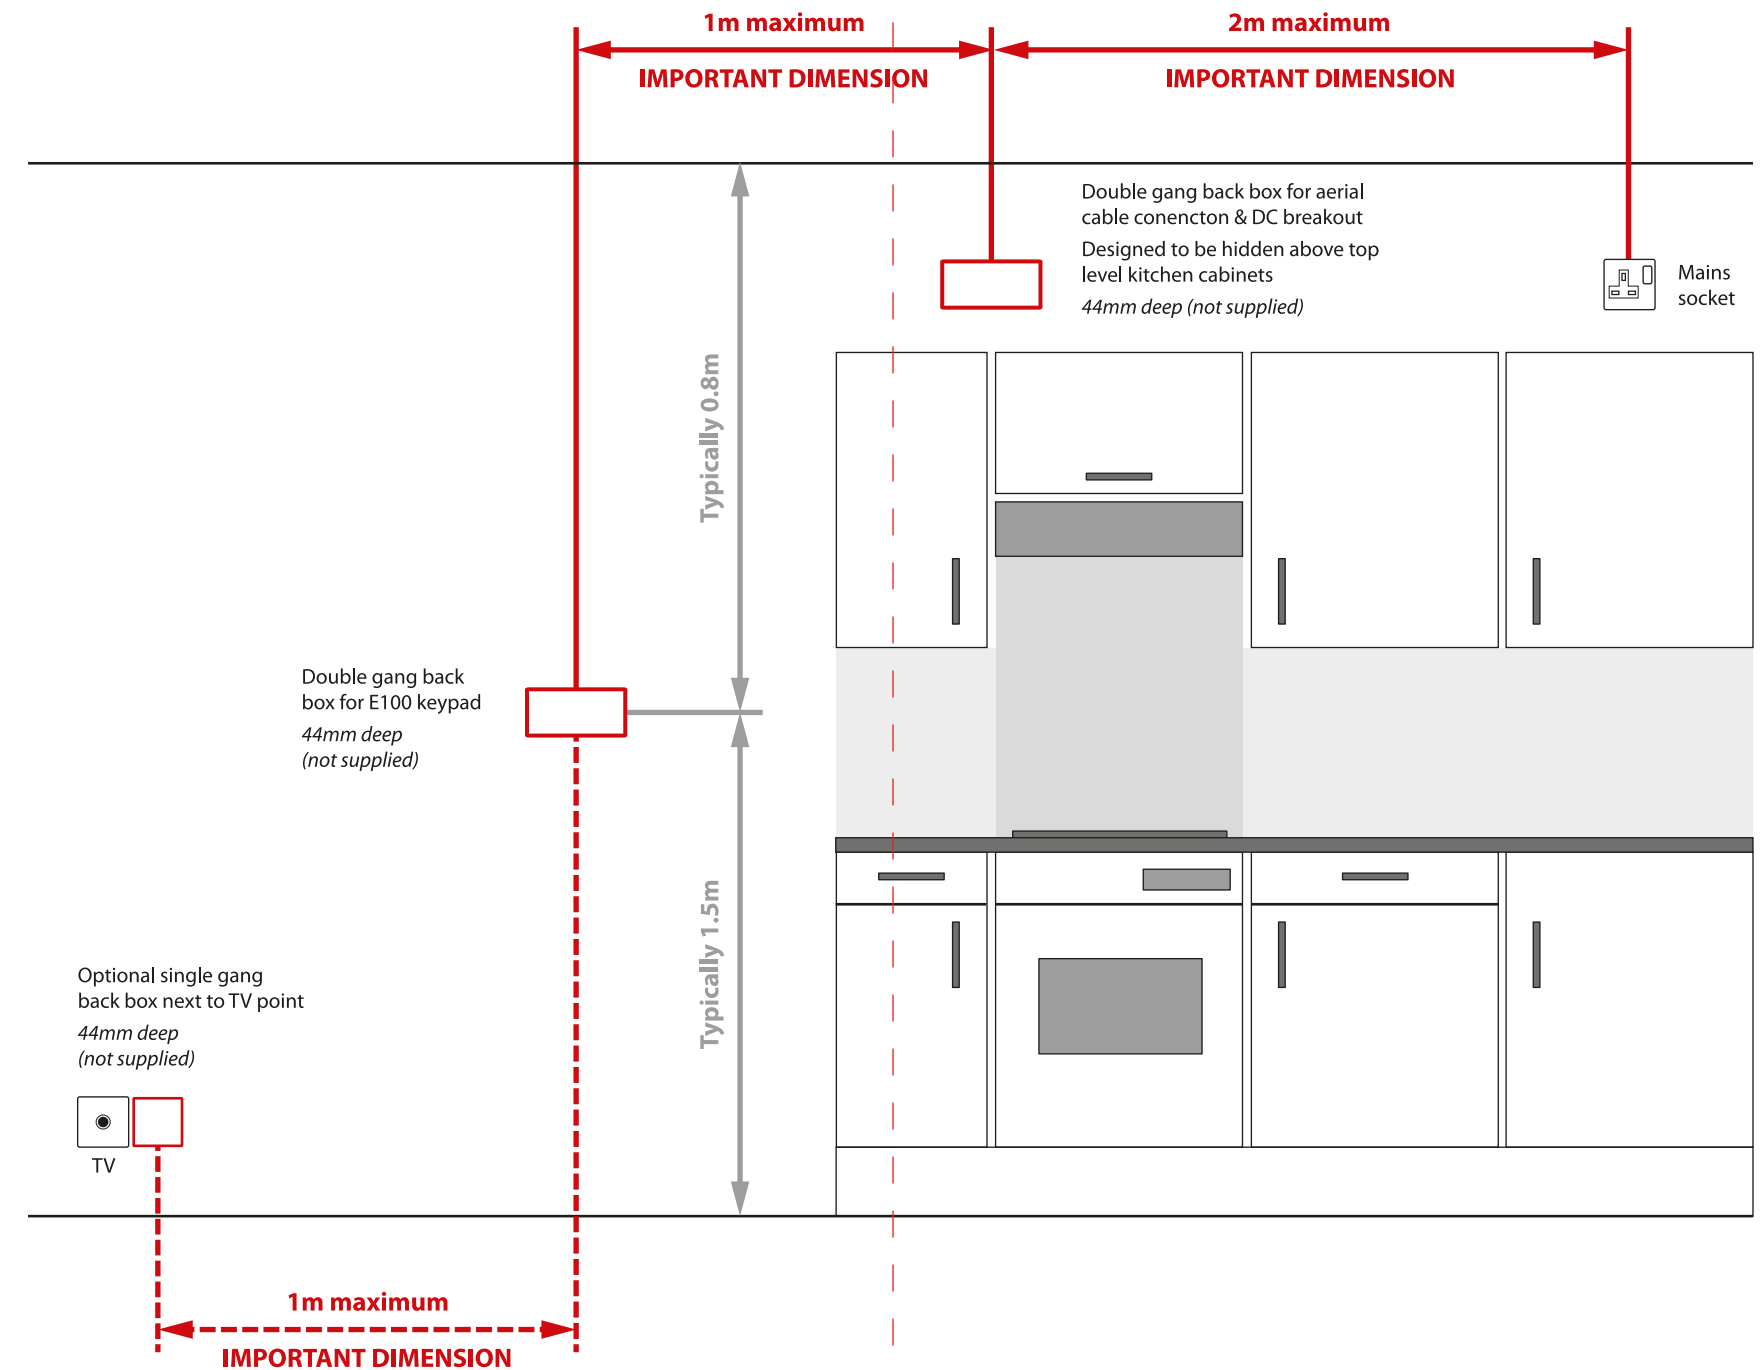 1m maximum
IMPORTANT DIMENSION
2m maximum
IMPORTANT DIMENSION
Double gang back box for aerial
cable conencton & DC breakout
Designed to be hidden above top
level kitchen cabinets
44mm deep (not supplied)
Mains
socket
Typically 0.8m
Double gang back
box for E100 keypad
44mm deep
(not supplied)
Typically 1.5m
Optional single gang
back box next to TV point
44mm deep
(not supplied)
TV
1m maximum
IMPORTANT DIMENSION